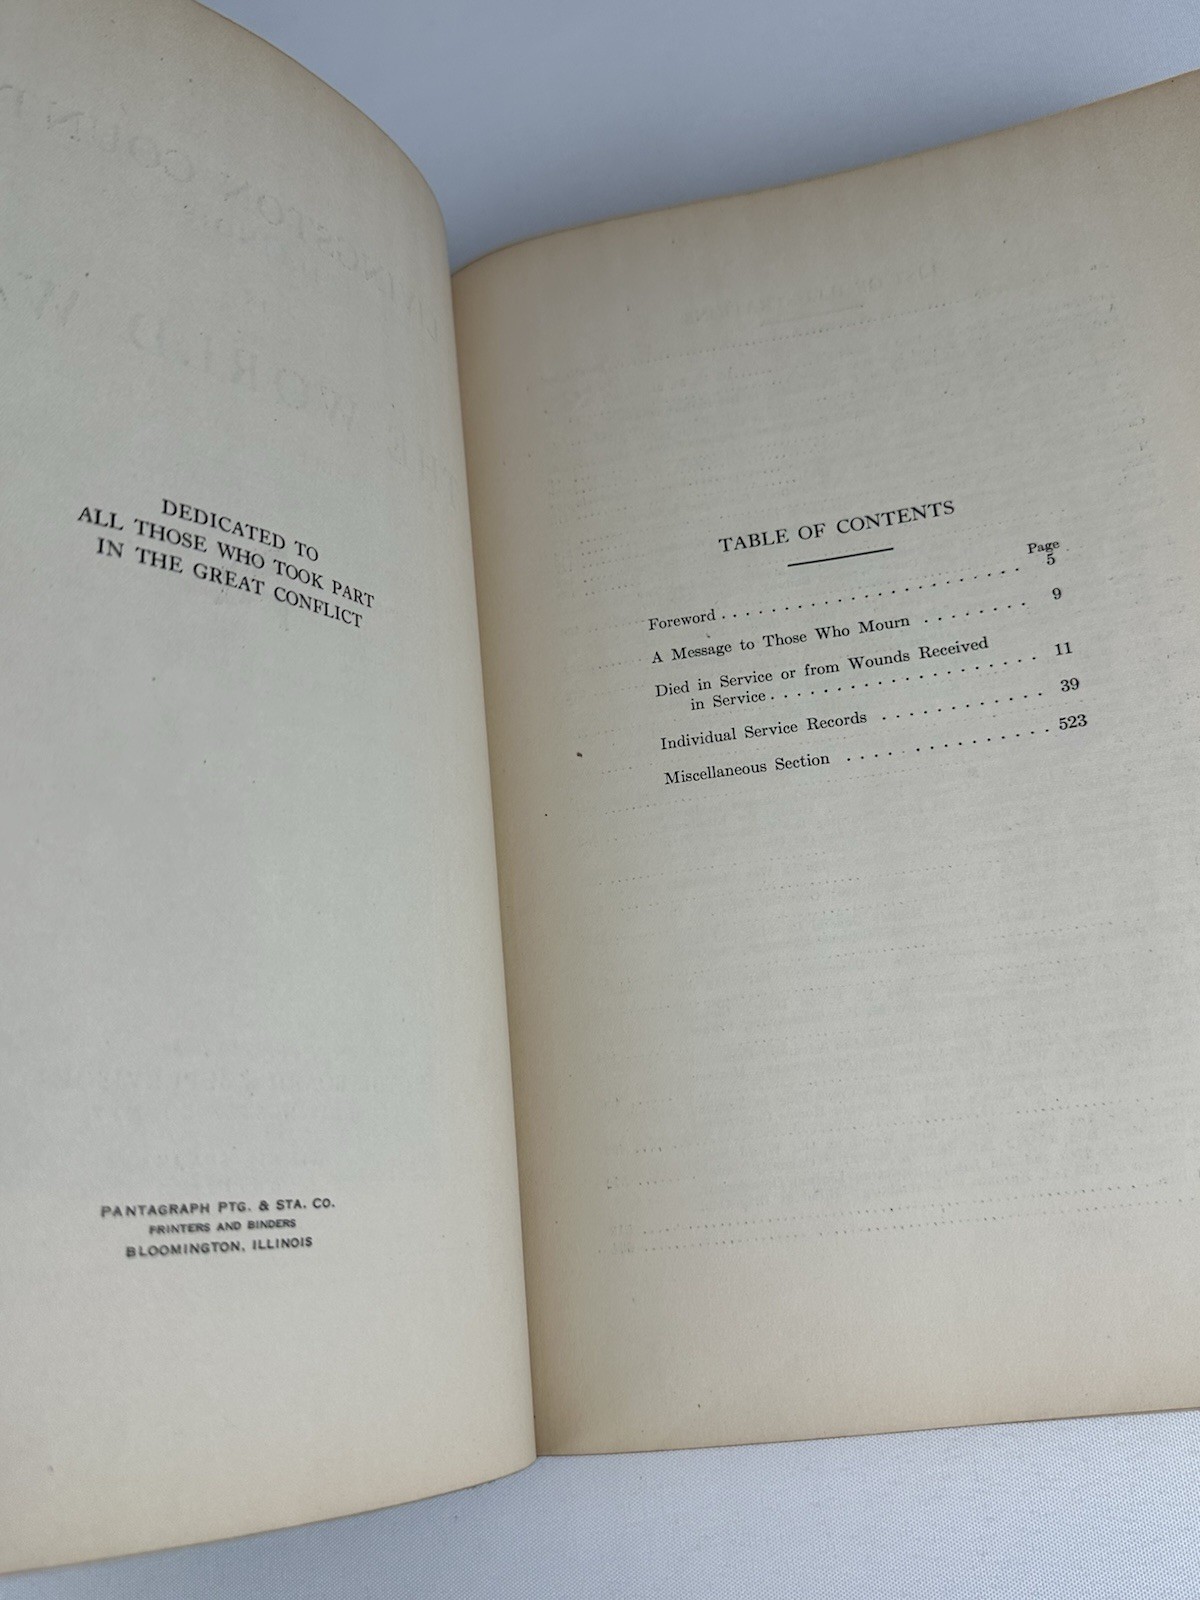 DEDICATED TO
ALL THOSE WHO TOOK PART
IN THE GREAT CONFLICT
PANTAGRAPH PTG. & STA. CO.
PRINTERS AND BINDERS
BLOOMINGTON, ILLINOIS
TABLE OF CONTENTS
Page
Foreword . . . . . . . . . . . . . . . . . . . . . . . 5
A Message to Those Who Mourn . . . . . . . . 9
Died in Service or from Wounds Received
in Service . . . . . . . . . . . . . . . . . . . . . 11
Individual Service Records . . . . . . . . . . . . 39
Miscellaneous Section . . . . . . . . . . . . . . . 523